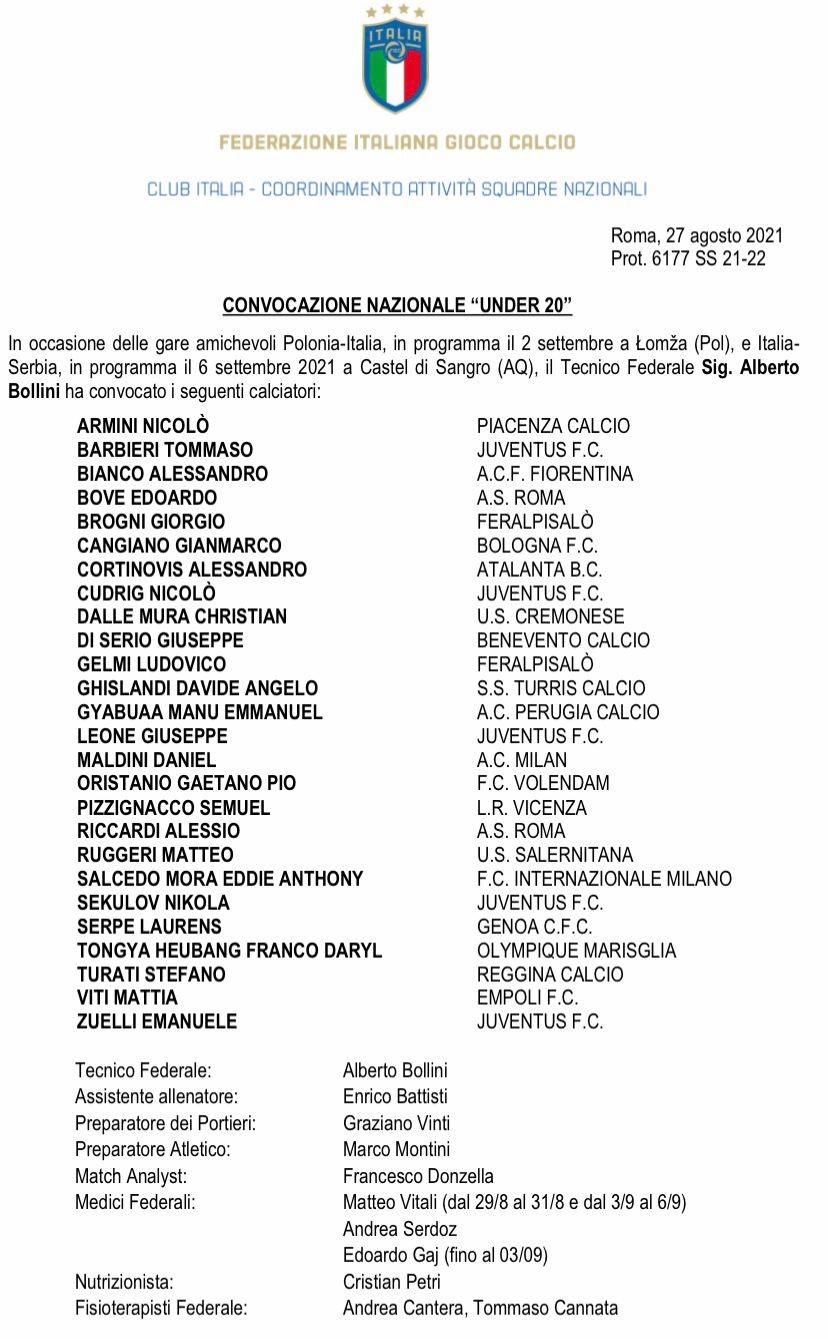 ITALIA
FEDERAZIONE ITALIANA GIOCO CALCIO
CLUB ITALIA - COORDINAMENTO ATTIVITÀ SQUADRE NAZIONALI
Roma, 27 agosto 2021
Prot. 6177 SS 21-22
CONVOCAZIONE NAZIONALE “UNDER 20”
In occasione delle gare amichevoli Polonia-Italia, in programma il 2 settembre a Łomža (Pol), e Italia-
Serbia, in programma il 6 settembre 2021 a Castel di Sangro (AQ), il Tecnico Federale Sig. Alberto
Bollini ha convocato i seguenti calciatori:
ARMINI NICOLÒ PIACENZA CALCIO
BARBIERI TOMMASO JUVENTUS F.C.
BIANCO ALESSANDRO A.C.F. FIORENTINA
BOVE EDOARDO A.S. ROMA
BROGNI GIORGIO FERALPISALÒ
CANGIANO GIANMARCO BOLOGNA F.C.
CORTINOVIS ALESSANDRO ATALANTA B.C.
CUDRIG NICOLÒ JUVENTUS F.C.
DALLE MURA CHRISTIAN U.S. CREMONESE
DI SERIO GIUSEPPE BENEVENTO CALCIO
GELMI LUDOVICO FERALPISALÒ
GHISLANDI DAVIDE ANGELO S.S. TURRIS CALCIO
GYABUAA MANU EMMANUEL A.C. PERUGIA CALCIO
LEONE GIUSEPPE JUVENTUS F.C.
MALDINI DANIEL A.C. MILAN
ORISTANIO GAETANO PIO F.C. VOLENDAM
PIZZIGNACCO SEMUEL L.R. VICENZA
RICCARDI ALESSIO A.S. ROMA
RUGGERI MATTEO U.S. SALERNITANA
SALCEDO MORA EDDIE ANTHONY F.C. INTERNAZIONALE MILANO
SEKULOV NIKOLA JUVENTUS F.C.
SERPE LAURENS GENOA C.F.C.
TONGYA HEUBANG FRANCO DARYL OLYMPIQUE MARISGLIA
TURATI STEFANO REGGINA CALCIO
VITI MATTIA EMPOLI F.C.
ZUELLI EMANUELE JUVENTUS F.C.
Tecnico Federale: Alberto Bollini
Assistente allenatore: Enrico Battisti
Preparatore dei Portieri: Graziano Vinti
Preparatore Atletico: Marco Montini
Match Analyst: Francesco Donzella
Medici Federali: Matteo Vitali (dal 29/8 al 31/8 e dal 3/9 al 6/9)
Andrea Serdoz
Edoardo Gaj (fino al 03/09)
Nutrizionista: Cristian Petri
Fisioterapisti Federale: Andrea Cantera, Tommaso Cannata